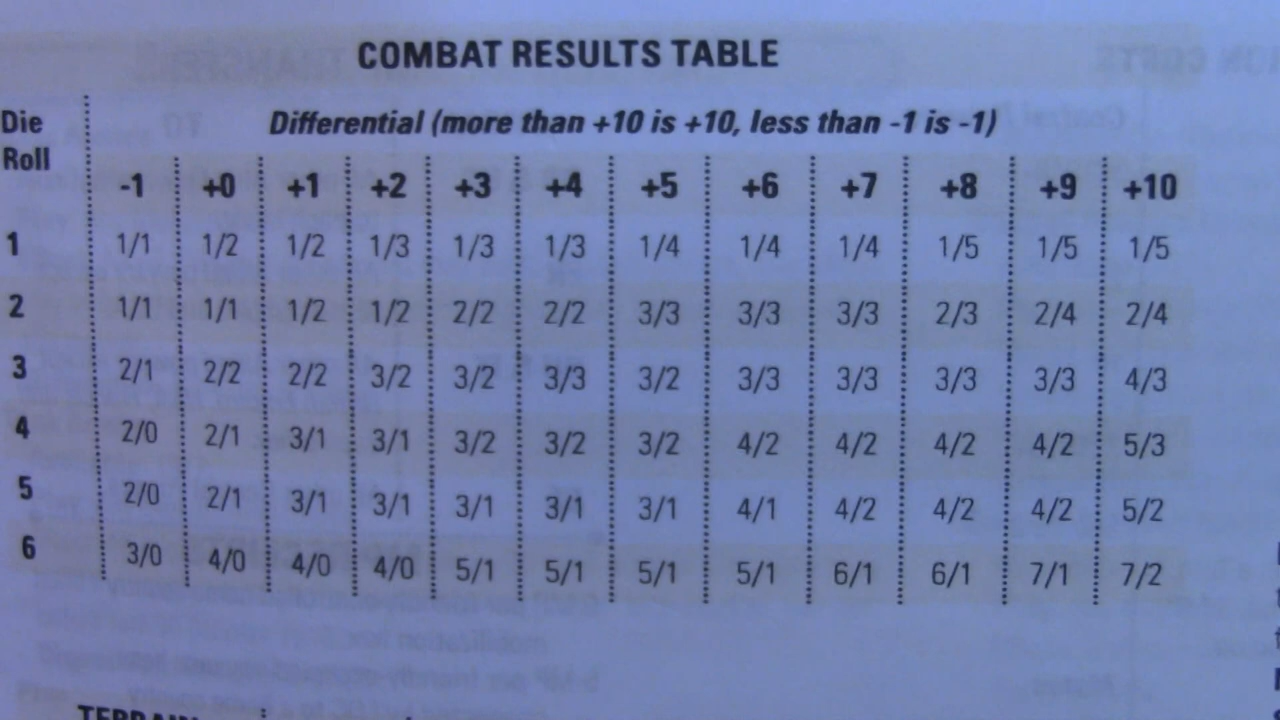 COMBAT RESULTS TABLE
Die Roll
Differential (more than +10 is +10, less than -1 is -1)
-1 +0 +1 +2 +3 +4 +5 +6 +7 +8 +9 +10
1 1/1 1/2 1/2 1/3 1/3 1/3 1/4 1/4 1/4 1/5 1/5 1/5
2 1/1 1/1 1/2 1/2 2/2 2/2 3/3 3/3 3/3 2/3 2/4 2/4
3 2/1 2/2 2/2 3/2 3/2 3/3 3/2 3/3 3/3 3/3 3/3 4/3
4 2/0 2/1 3/1 3/1 3/2 3/2 3/2 4/2 4/2 4/2 4/2 5/3
5 2/0 2/1 3/1 3/1 3/1 3/1 3/1 4/1 4/2 4/2 4/2 5/2
6 3/0 4/0 4/0 4/0 5/1 5/1 5/1 5/1 6/1 6/1 7/1 7/2
TERRAIN